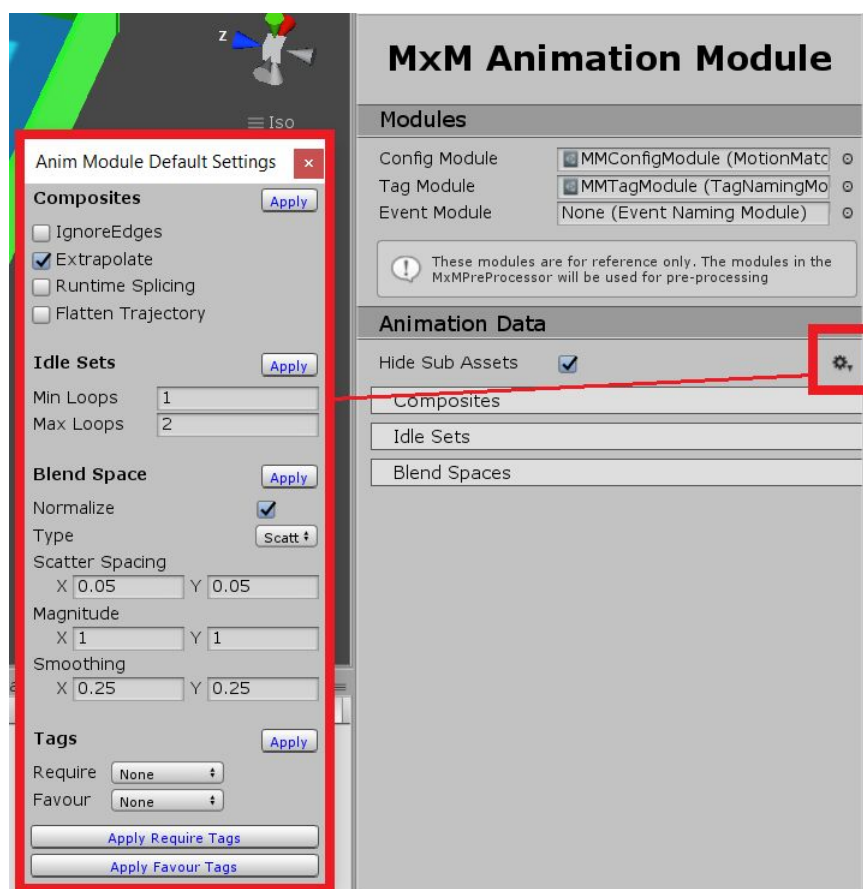 z
Iso
Anim Module Default Settings x
Composites Apply
IgnoreEdges
Extrapolate
Runtime Splicing
Flatten Trajectory
Idle Sets Apply
Min Loops 1
Max Loops 2
Blend Space Apply
Normalize
Type Scatt
Scatter Spacing
X 0.05 Y 0.05
Magnitude
X 1 Y 1
Smoothing
X 0.25 Y 0.25
Tags Apply
Require None
Favour None
Apply Require Tags
Apply Favour Tags
MxM Animation Module
Modules
Config Module MMConfigModule (MotionMatc
Tag Module MMTagModule (TagNamingMo
Event Module None (Event Naming Module)
These modules are for reference only. The modules in the
MxMPreProcessor will be used for pre-processing
Animation Data
Hide Sub Assets
Composites
Idle Sets
Blend Spaces